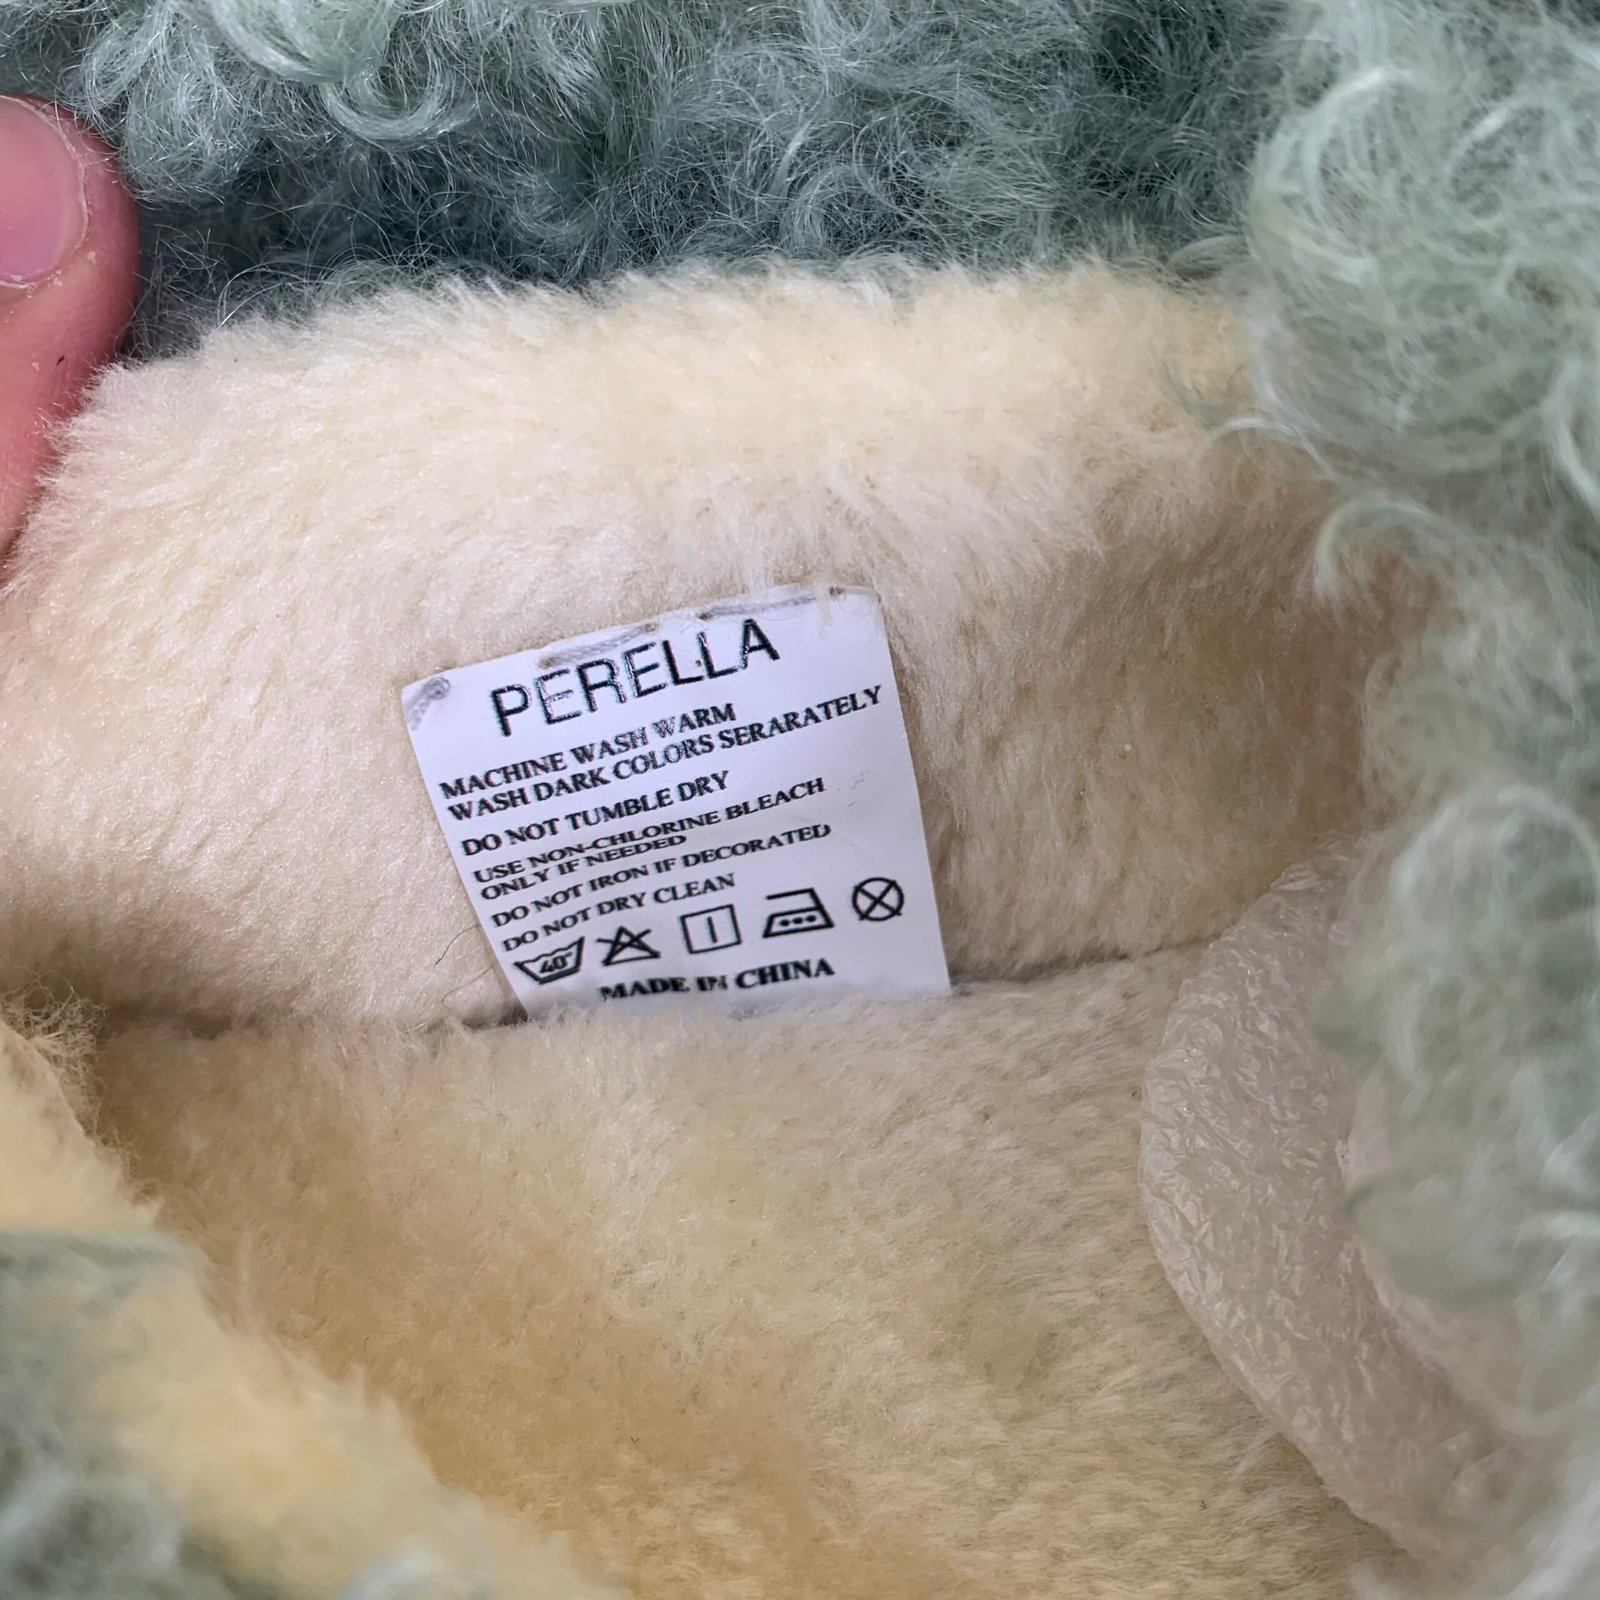 PERELLA
MACHINE WASH WARM
WASH DARK COLORS SERARATELY
DO NOT TUMBLE DRY
USE NON-CHLORINE BLEACH
ONLY IF NEEDED
DO NOT IRON IF DECORATED
DO NOT DRY CLEAN
40°
MADE IN CHINA